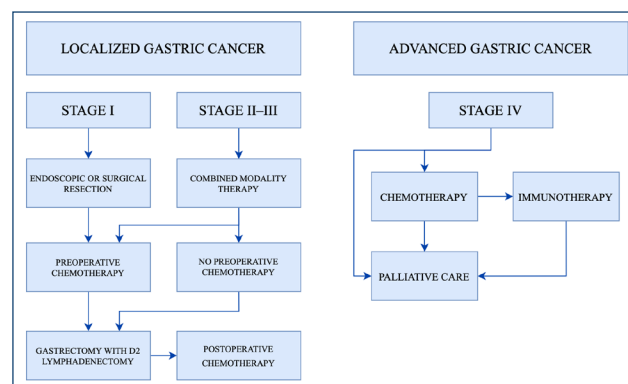 LOCALIZED GASTRIC CANCER
ADVANCED GASTRIC CANCER
STAGE I
STAGE II–III
STAGE IV
ENDOSCOPIC OR SURGICAL
RESECTION
COMBINED MODALITY
THERAPY
CHEMOTHERAPY
IMMUNOTHERAPY
PREOPERATIVE
CHEMOTHERAPY
NO PREOPERATIVE
CHEMOTHERAPY
PALLIATIVE CARE
GASTRECTOMY WITH D2
LYMPHADENECTOMY
POSTOPERATIVE
CHEMOTHERAPY